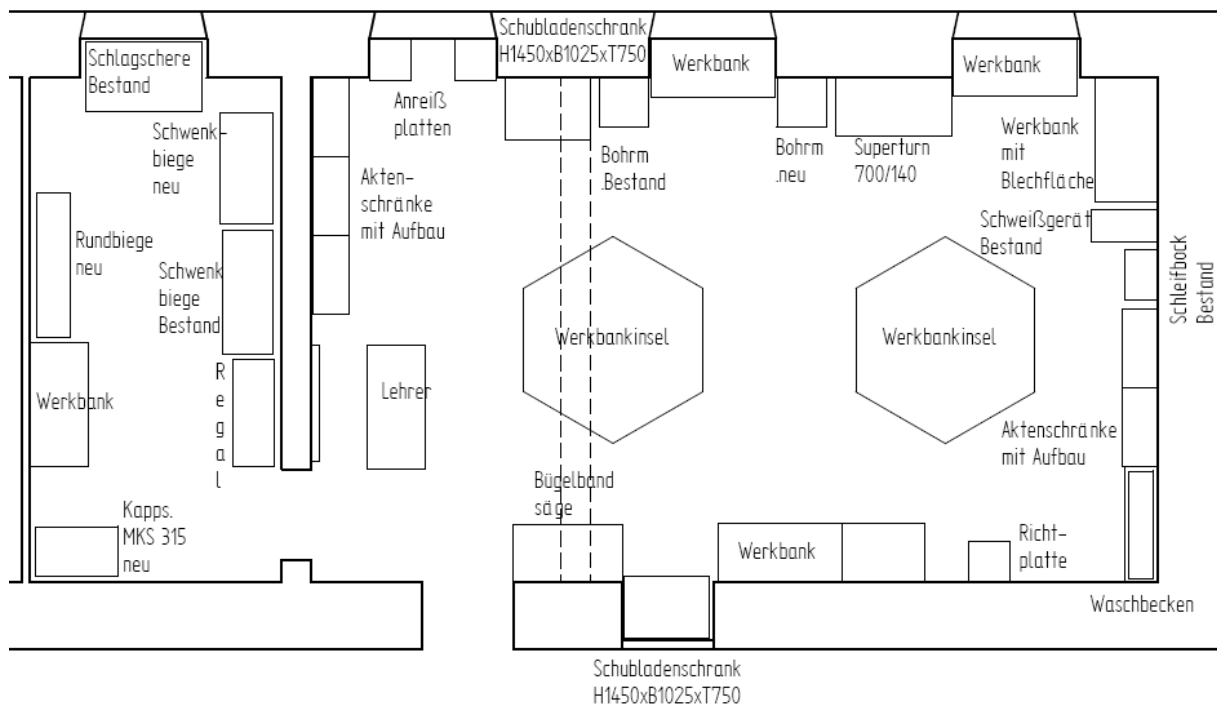 Schubladenschrank
H1450xB1025xT750
Schlagschere
Bestand
Werkbank
Werkbank
Anreiß
platten
Schwenk-
biege
neu
Bohrm
.Bestand
Bohrm
.neu
Superturn
700/140
Werkbank
mit
Blechfläche
Akten-
schränke
mit Aufbau
Schweißgerät
Bestand
Rundbiege
neu
Schwenk
biege
Bestand
Schleifbock
Bestand
Werkbankinsel
Werkbankinsel
Werkbank
R
e
g
a
l
Lehrer
Aktenschränke
mit Aufbau
Bügelband
säge
Kapps.
MKS 315
neu
Werkbank
Richt-
platte
Waschbecken
Schubladenschrank
H1450xB1025xT750